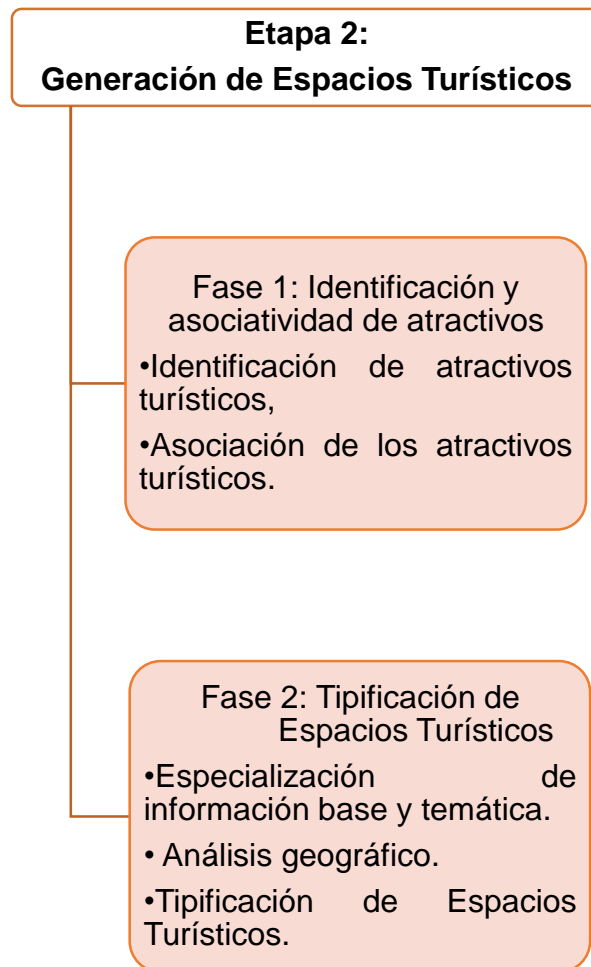 Etapa 2:
Generación de Espacios Turísticos
Fase 1: Identificación y
asociatividad de atractivos
•Identificación de atractivos
turísticos,
•Asociación de los atractivos
turísticos.
Fase 2: Tipificación de
Espacios Turísticos
•Especialización de
información base y temática.
• Análisis geográfico.
•Tipificación de Espacios
Turísticos.